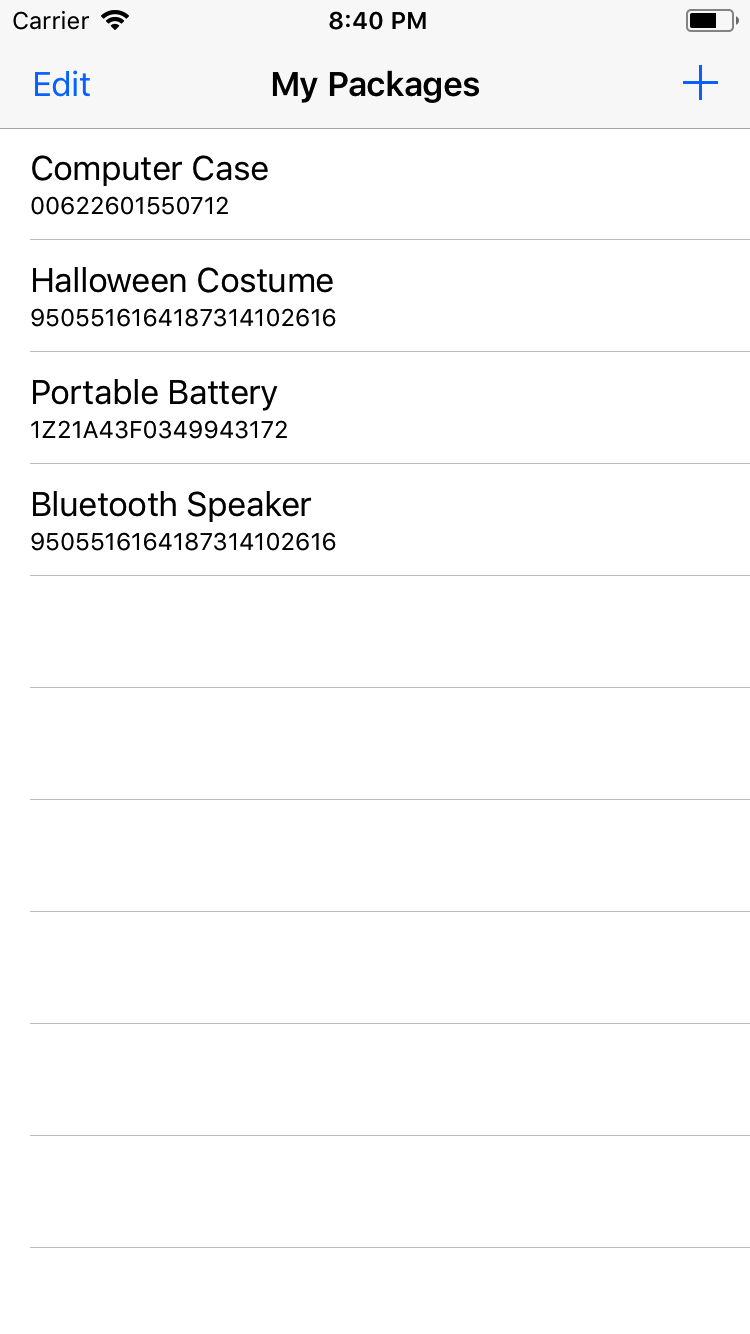 Carrier 8:40 PM
Edit My Packages +
Computer Case
00622601550712
Halloween Costume
9505516164187314102616
Portable Battery
1Z21A43F0349943172
Bluetooth Speaker
9505516164187314102616